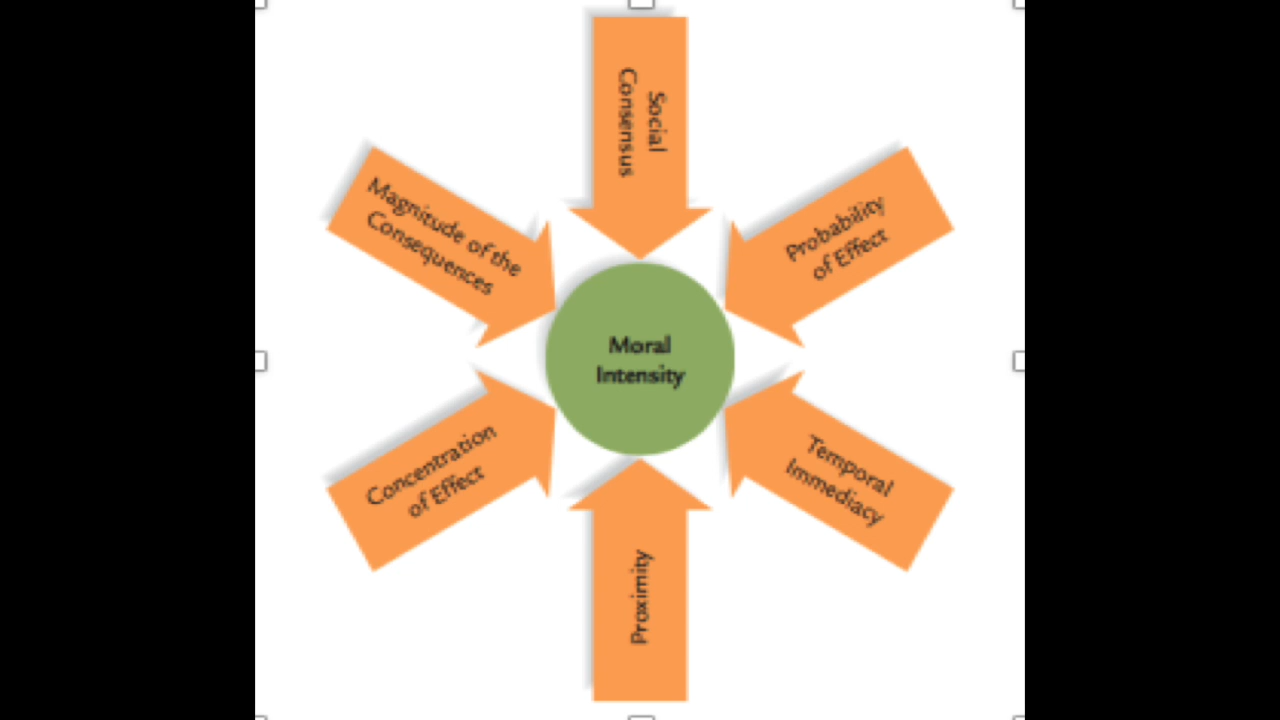 Social
Consensus
Probability
of Effect
Temporal
Immediacy
Proximity
Concentration
of Effect
Magnitude of the
Consequences
Moral
Intensity